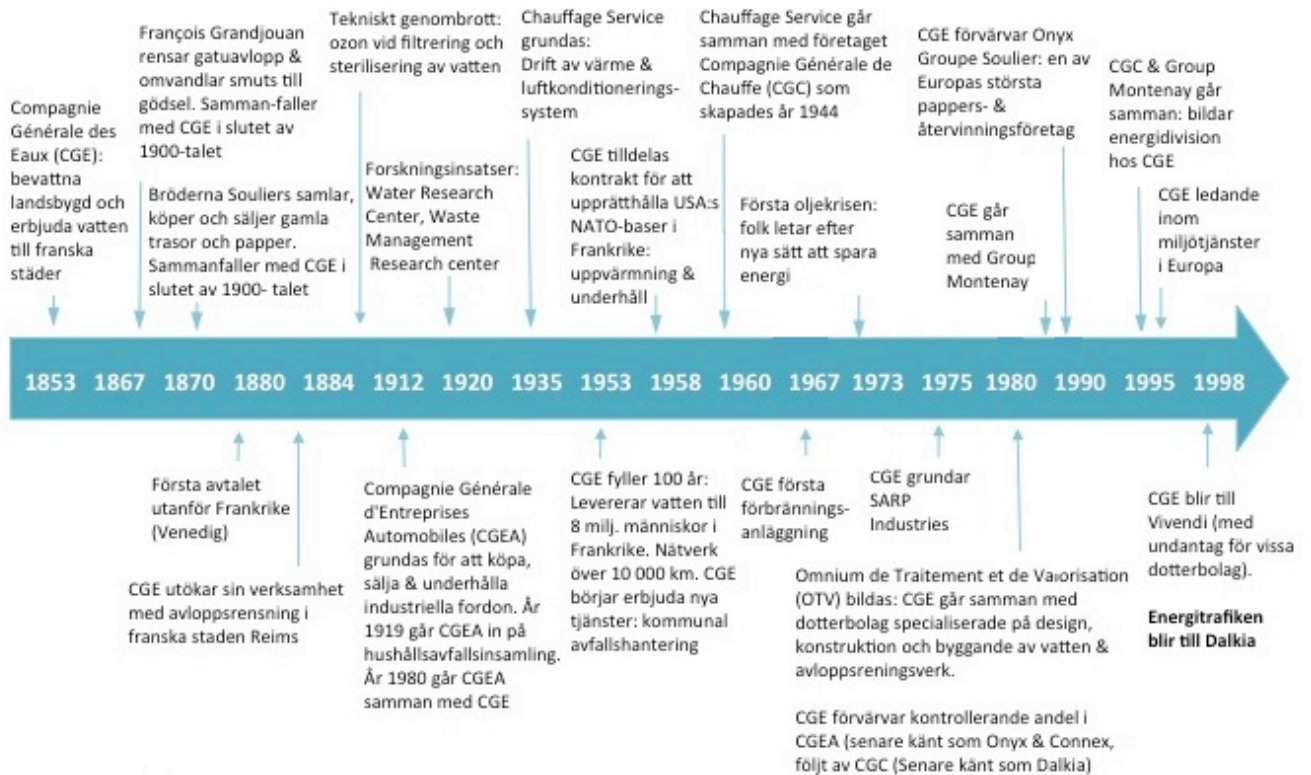 Compagnie
Générale des
Eaux (CGE):
bevattna
landsbygd och
erbjuda vatten
till franska
städer
François Grandjouan
rensar gatuavlopp &
omvandlar smuts till
gödsel. Samman-faller
med CGE i slutet av
1900-talet
Bröderna Souliers samlar,
köper och säljer gamla
trasor och papper.
Sammanfaller med CGE i
slutet av 1900- talet
Tekniskt genombrott:
ozon vid filtrering och
sterilisering av vatten
Forskningsinsatser:
Water Research
Center, Waste
Management
Research center
Chauffage Service
grundas:
Drift av värme &
luftkonditionerings-
system
CGE tilldelas
kontrakt för att
upprätthålla USA:s
NATO-baser i
Frankrike:
uppvärmning &
underhåll
Chauffage Service går
samman med företaget
Compagnie Générale de
Chauffe (CGC) som
skapades år 1944
Första oljekrisen:
folk letar efter
nya sätt att spara
energi
CGE går
samman
med Group
Montenay
CGE förvärvar Onyx
Groupe Soulier: en av
Europas största
pappers- &
återvinningsföretag
CGC & Group
Montenay går
samman: bildar
energidivision
hos CGE
CGE ledande
inom
miljötjänster
i Europa
1853 1867 1870 1880 1884 1912 1920 1935 1953 1958 1960 1967 1973 1975 1980 1990 1995 1998
Första avtalet
utanför Frankrike
(Venedig)
CGE utökar sin verksamhet
med avloppsrensning i
franska staden Reims
Compagnie Générale
d'Entreprises
Automobiles (CGEA)
grundas för att köpa,
sälja & underhålla
industriella fordon. År
1919 går CGEA in på
hushållsavfallsinsamling.
År 1980 går CGEA
samman med CGE
CGE fyller 100 år:
Levererar vatten till
8 milj. människor i
Frankrike. Nätverk
över 10 000 km. CGE
börjar erbjuda nya
tjänster: kommunal
avfallshantering
CGE första
förbrännings-
anläggning
CGE grundar
SARP
Industries
Omnium de Traitement et de Valorisation
(OTV) bildas: CGE går samman med
dotterbolag specialiserade på design,
konstruktion och byggande av vatten &
avloppsreningsverk.
CGE förvärvar kontrollerande andel i
CGEA (senare känt som Onyx & Connex,
följt av CGC (Senare känt som Dalkia)
CGE blir till
Vivendi (med
undantag för vissa
dotterbolag).
Energitrafiken
blir till Dalkia